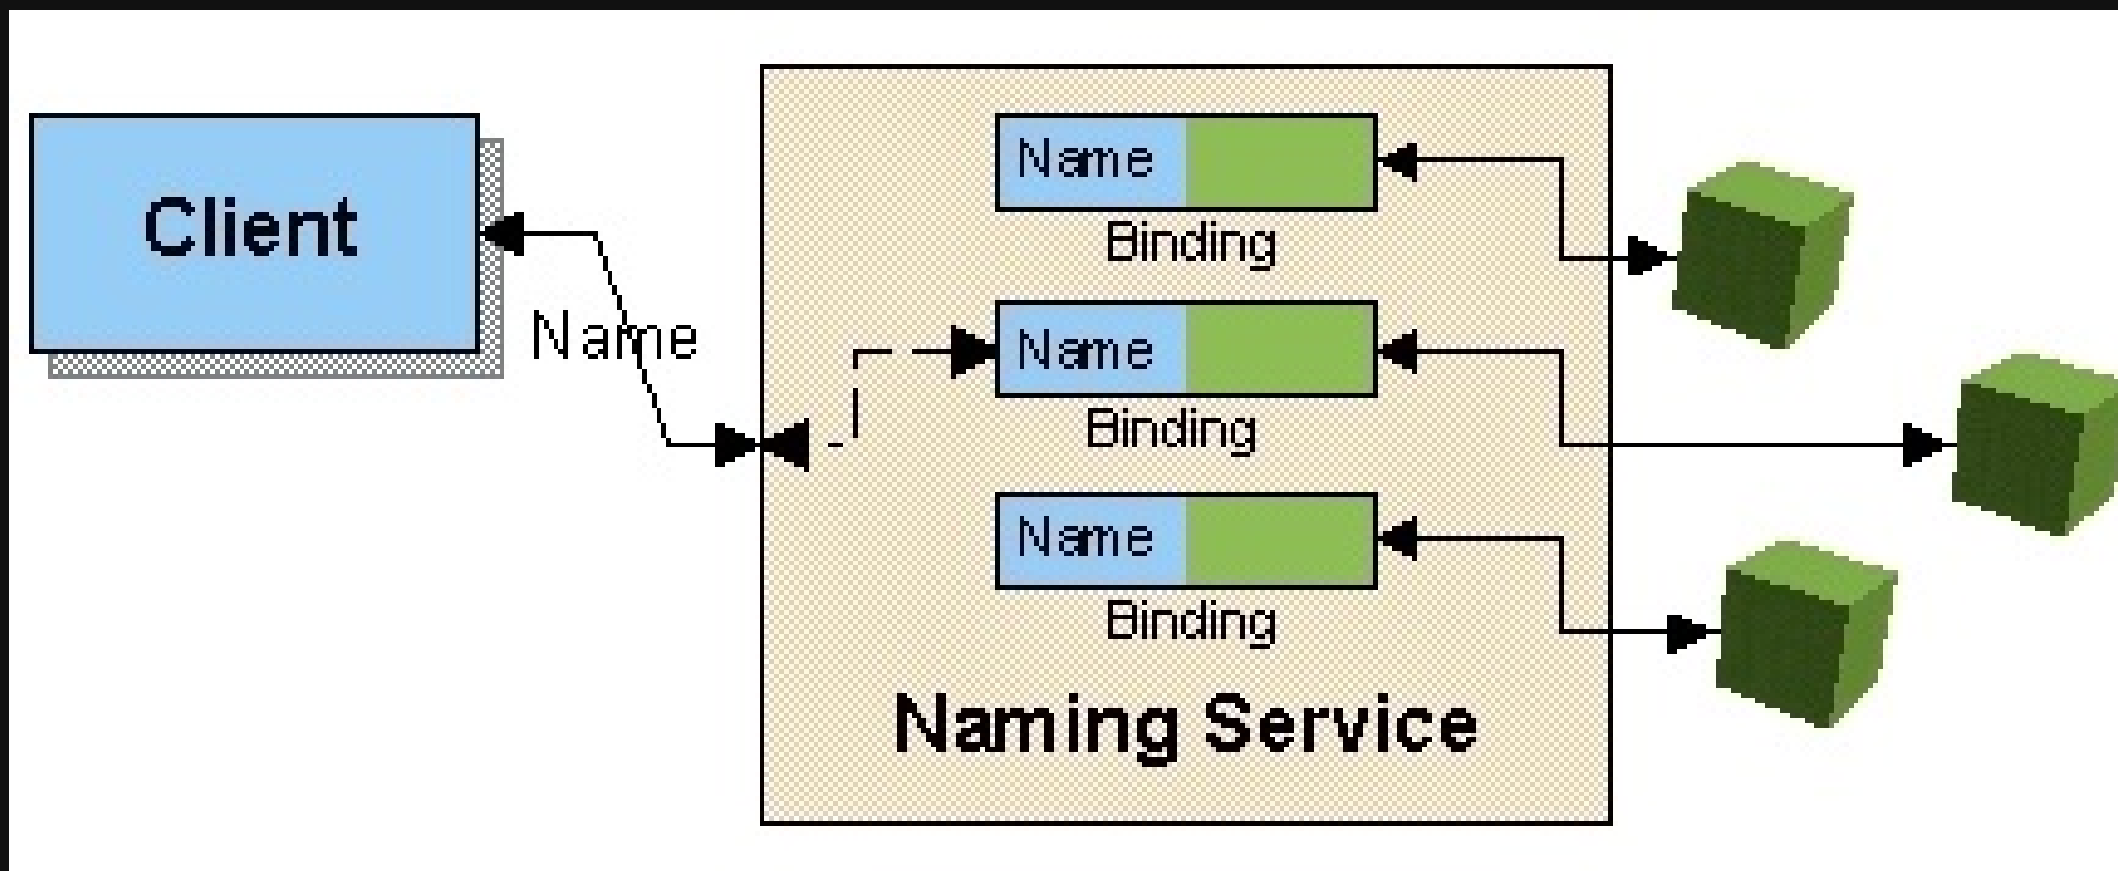 Client
Name
Name
Binding
Name
Binding
Name
Binding
Naming Service